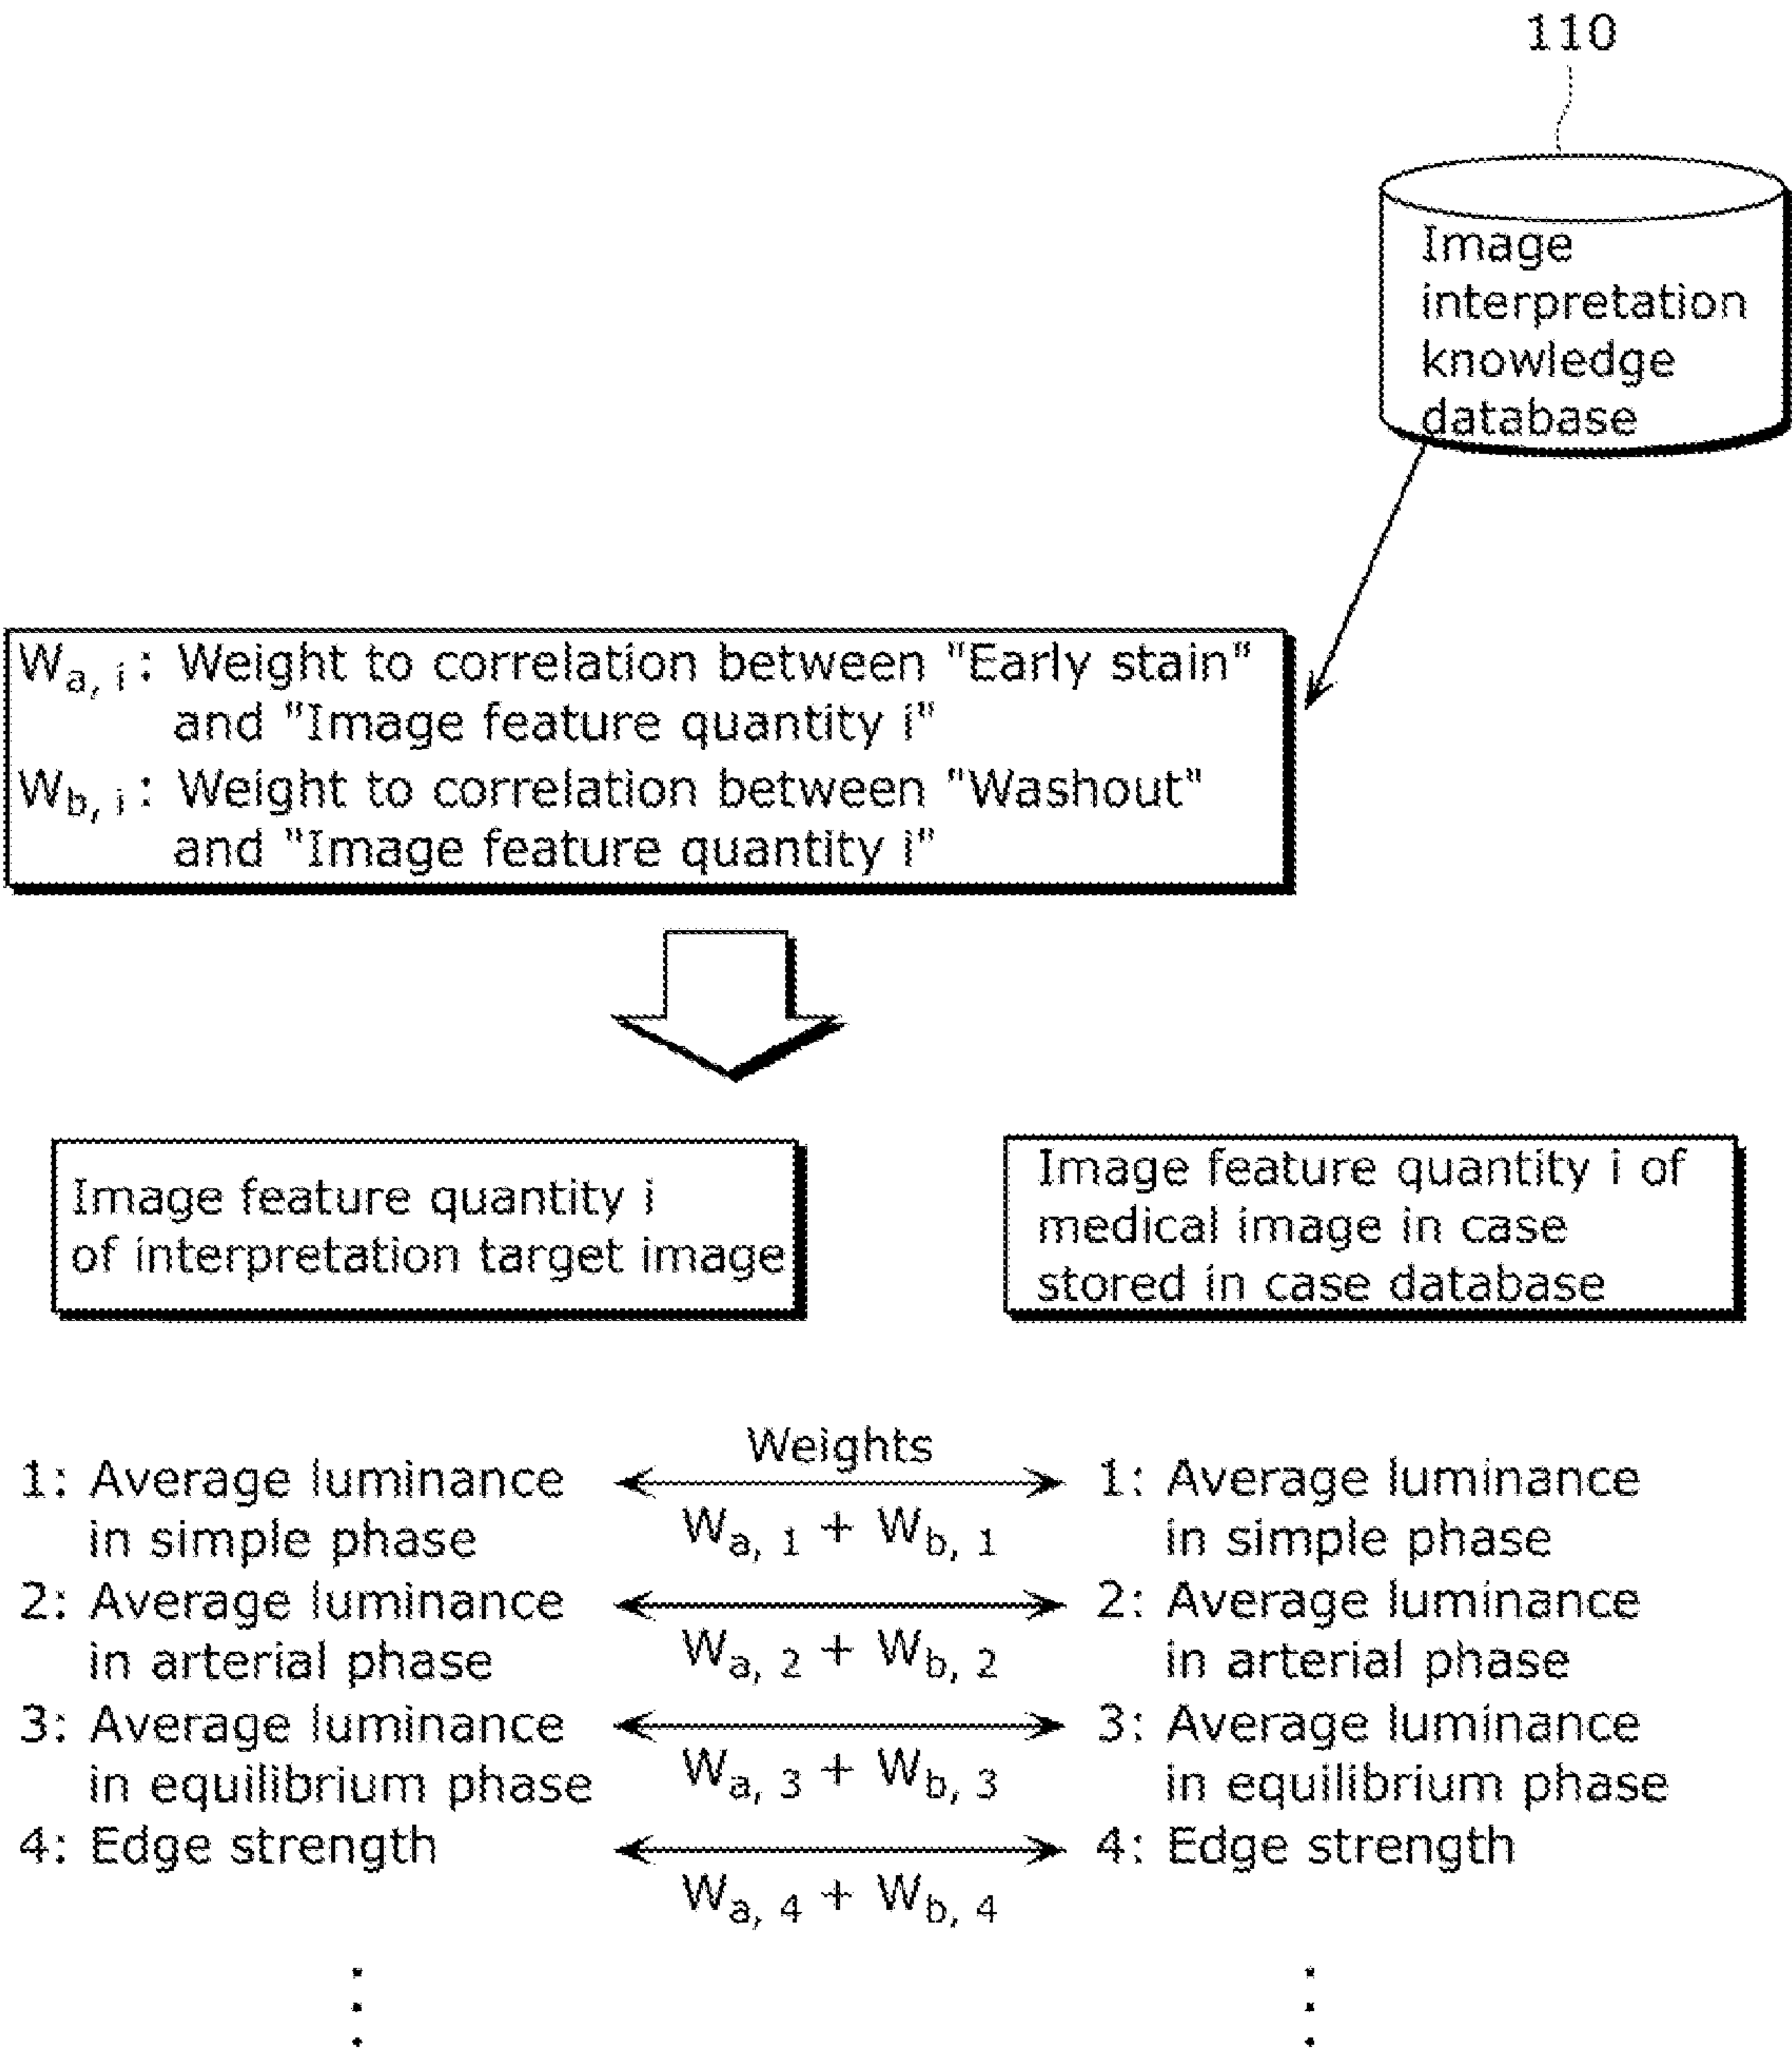 110
Image
interpretation
knowledge
database
Wa, i : Weight to correlation between "Early stain"
and "Image feature quantity i"
Wb, i : Weight to correlation between "Washout"
and "Image feature quantity i"
Image feature quantity i
of interpretation target image
Image feature quantity i of
medical image in case
stored in case database
Weights
1: Average luminance
in simple phase
Wa, 1 + Wb, 1
1: Average luminance
in simple phase
2: Average luminance
in arterial phase
Wa, 2 + Wb, 2
2: Average luminance
in arterial phase
3: Average luminance
in equilibrium phase
Wa, 3 + Wb, 3
3: Average luminance
in equilibrium phase
4: Edge strength
Wa, 4 + Wb, 4
4: Edge strength